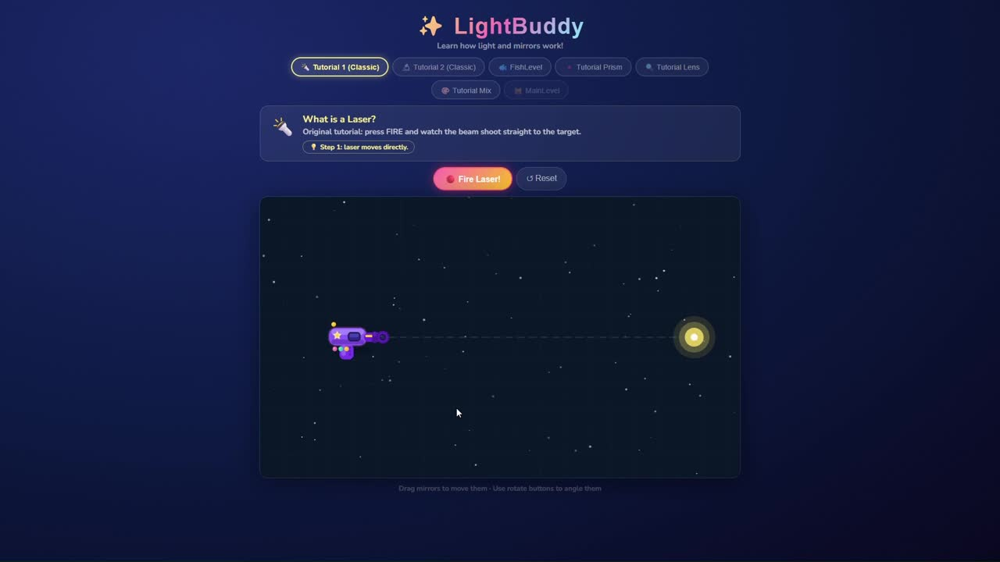 ✨ LightBuddy
Learn how light and mirrors work!
Tutorial 1 (Classic) Tutorial 2 (Classic) FishLevel Tutorial Prism Tutorial Lens
Tutorial Mix MainLevel
What is a Laser?
Original tutorial: press FIRE and watch the beam shoot straight to the target.
💡 Step 1: laser moves directly.
Fire Laser! ↺ Reset
Drag mirrors to move them · Use rotate buttons to angle them